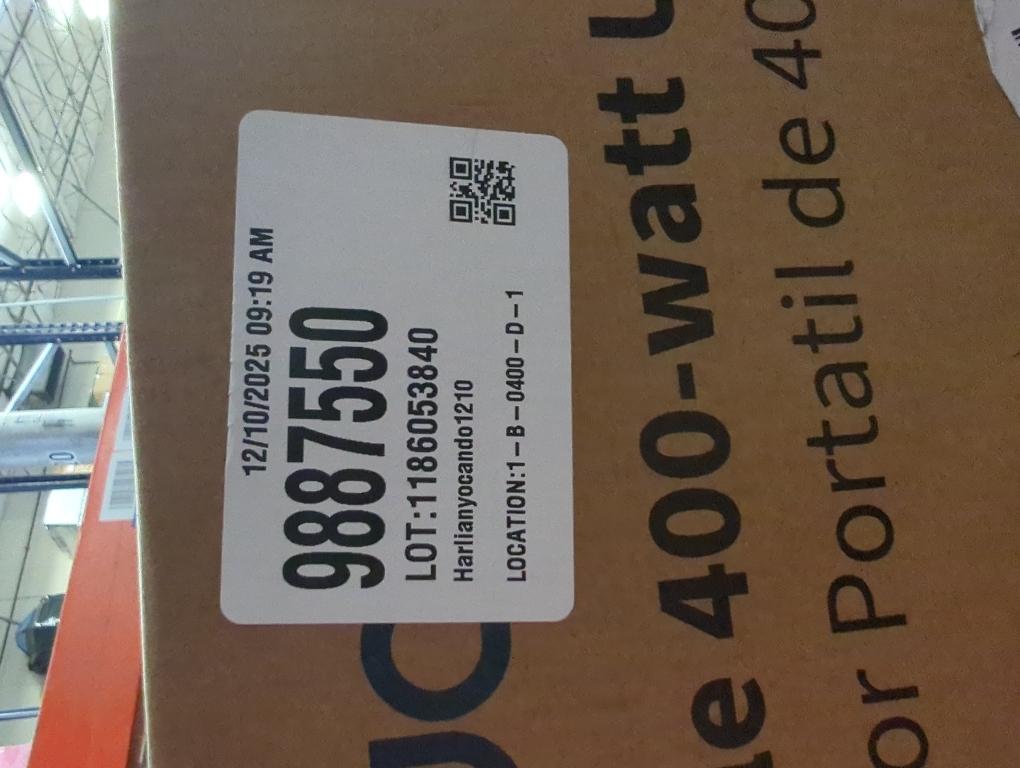 12/10/2025 09:19 AM
9887550
LOT:1186053840
Harlianyocando1210
LOCATION:1-B-0400-D-1
400-watt
or Portatil de 40